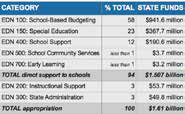 CATEGORY % TOTAL STATE FUNDS
EDN 100: School-Based Budgeting 58 $941.6 million
EDN 150: Special Education 23 $367.7 million
EDN 400: School Support 12 $190.6 million
EDN 500: School Community Services less than 1 $3.7 million
EDN 700: Early Learning less than 1 $3.2 million
TOTAL direct support to schools 94 $1.507 billion
EDN 200: Instructional Support 3 $53.7 million
EDN 300: State Administration 3 $49.8 million
TOTAL appropriation 100 $1.61 billion